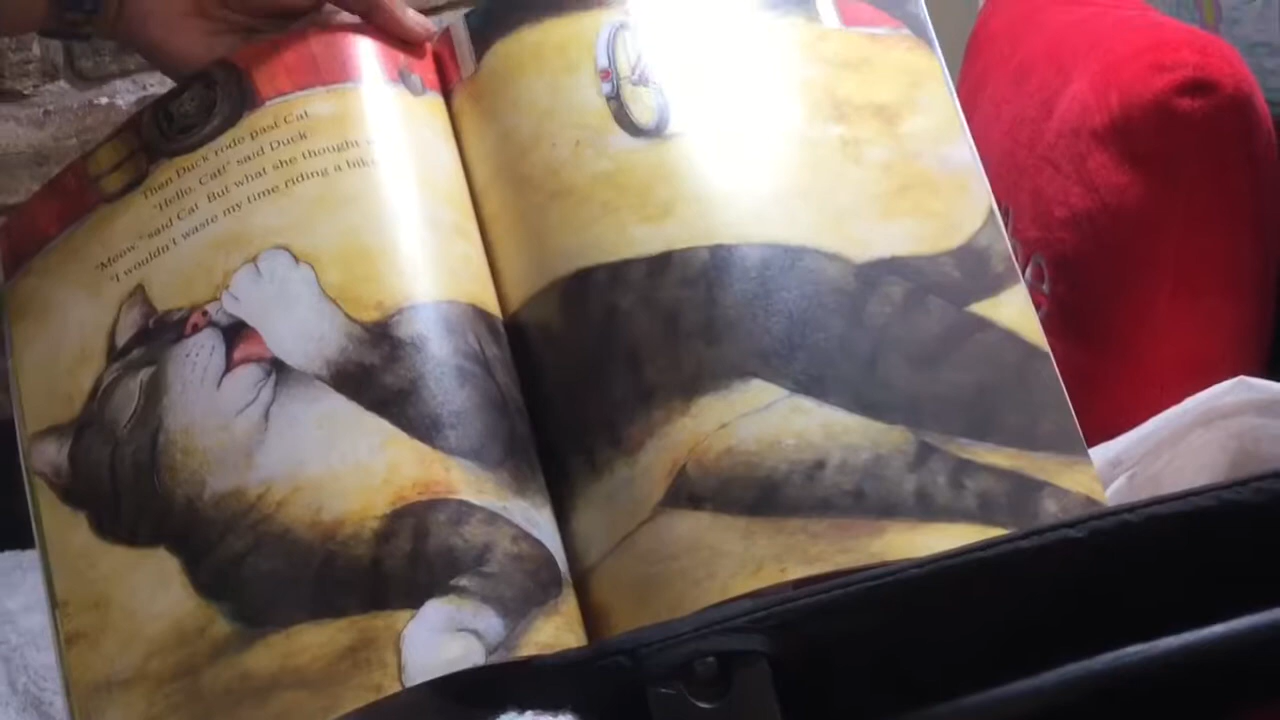 Then Duck rode past Cat
"Hello, Cat!" said Duck
"Meow," said Cat. But what she thought
"I wouldn't waste my time riding a bike